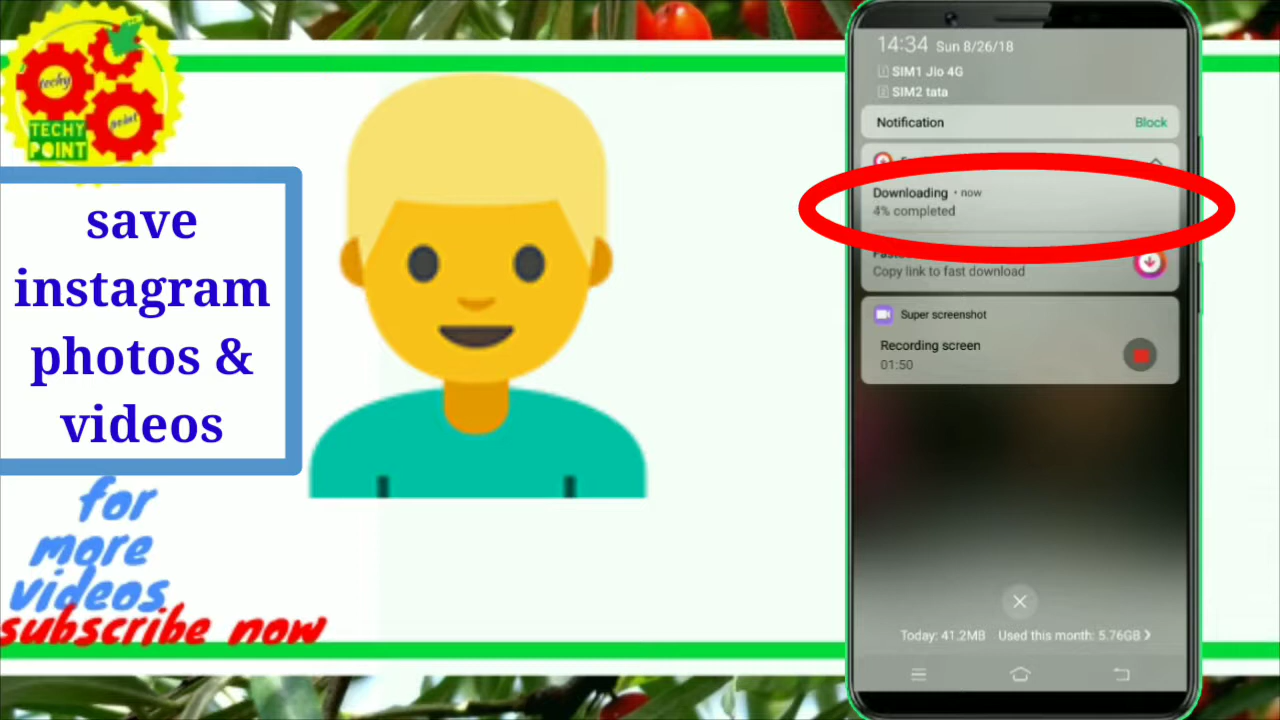 techy
point
TECHY
POINT
save
instagram
photos &
videos
for
more
videos
subscribe now
14:34 Sun 8/26/18
SIM1 Jio 4G
SIM2 tata
Notification Block
Downloading • now
4% completed
Copy link to fast download
Super screenshot
Recording screen
01:50
Today: 41.2MB Used this month: 5.76GB